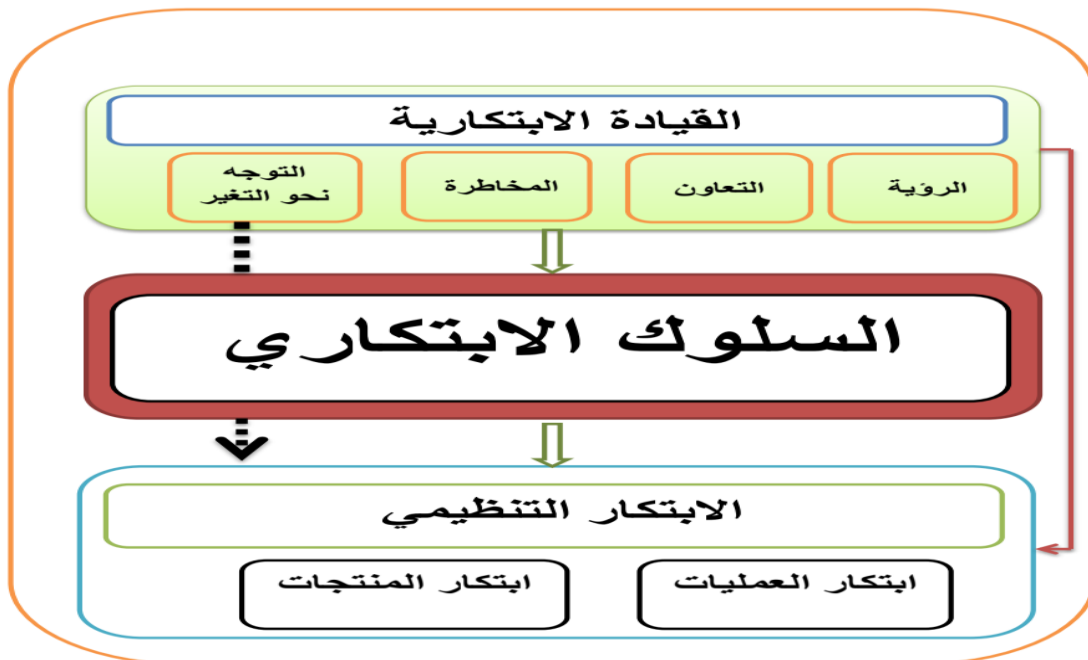 القيادة الابتكارية
الرؤية
التعاون
المخاطرة
التوجه
نحو التغير
السلوك الابتكاري
الابتكار التنظيمي
ابتكار العمليات
ابتكار المنتجات